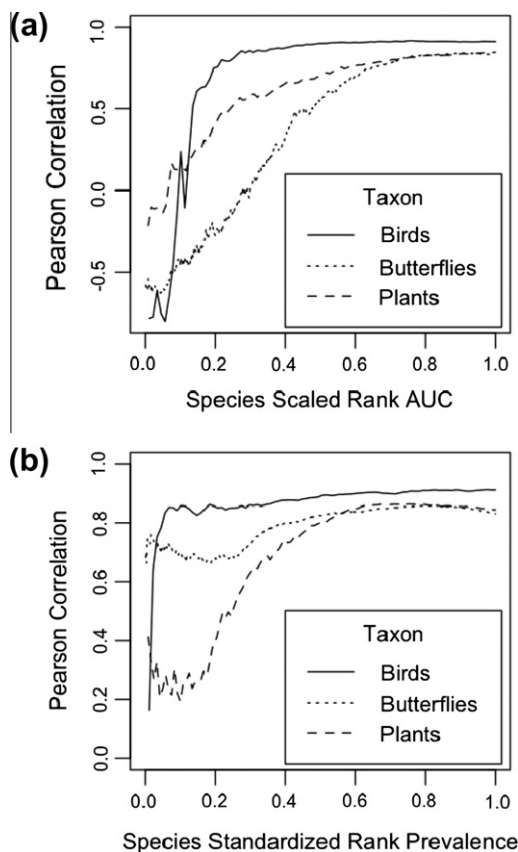 (a)
Pearson Correlation
1.0
0.5
0.0
-0.5
Taxon
Birds
Butterflies
Plants
0.0 0.2 0.4 0.6 0.8 1.0
Species Scaled Rank AUC
(b)
Pearson Correlation
1.0
0.8
0.6
0.4
0.2
0.0
Taxon
Birds
Butterflies
Plants
0.0 0.2 0.4 0.6 0.8 1.0
Species Standardized Rank Prevalence